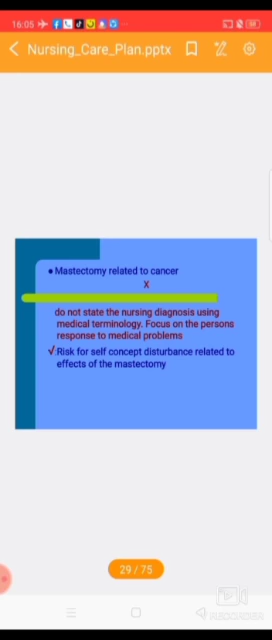 16:05
Nursing_Care_Plan.pptx
• Mastectomy related to cancer
X
do not state the nursing diagnosis using
medical terminology. Focus on the persons
response to medical problems
√ Risk for self concept disturbance related to
effects of the mastectomy
29 / 75
RECORDER